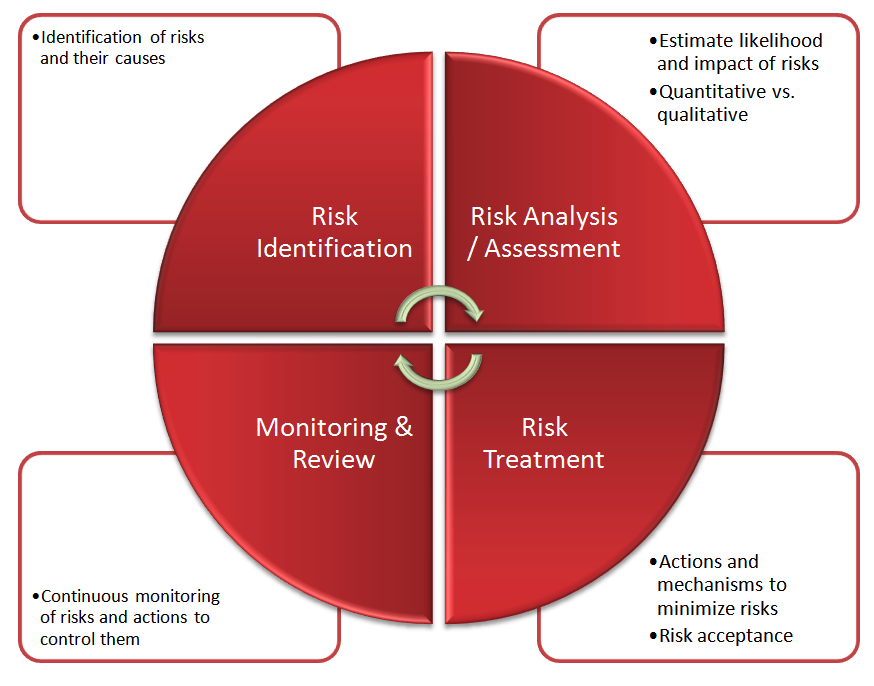 •Identification of risks
and their causes
•Estimate likelihood
and impact of risks
•Quantitative vs.
qualitative
Risk
Identification
Risk Analysis
/ Assessment
Monitoring &
Review
Risk
Treatment
•Continuous monitoring
of risks and actions to
control them
•Actions and
mechanisms to
minimize risks
•Risk acceptance